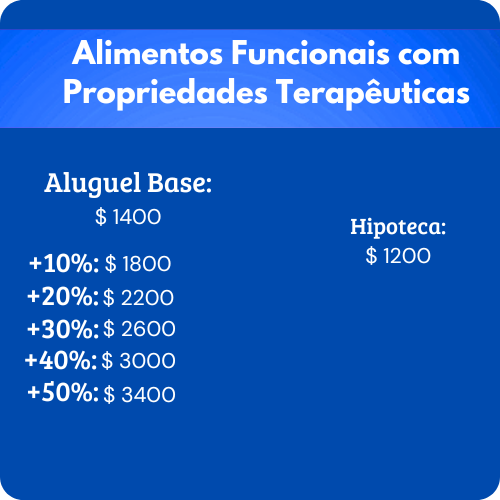 Alimentos Funcionais com
Propriedades Terapêuticas
Aluguel Base:
$ 1400
+10%: $ 1800
+20%: $ 2200
+30%: $ 2600
+40%: $ 3000
+50%: $ 3400
Hipoteca:
$ 1200